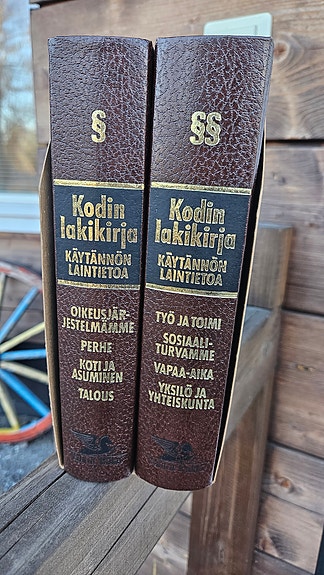 §
Kodin
lakikirja
KÄYTÄNNÖN
LAINTIETOA
OIKEUSJÄR-
JESTELMÄMME
PERHE
KOTI JA
ASUMINEN
TALOUS
§§
Kodin
lakikirja
KÄYTÄNNÖN
LAINTIETOA
TYÖ JA TOIMI
SOSIAALI-
TURVAMME
VAPAA-AIKA
YKSILÖ JA
YHTEISKUNTA